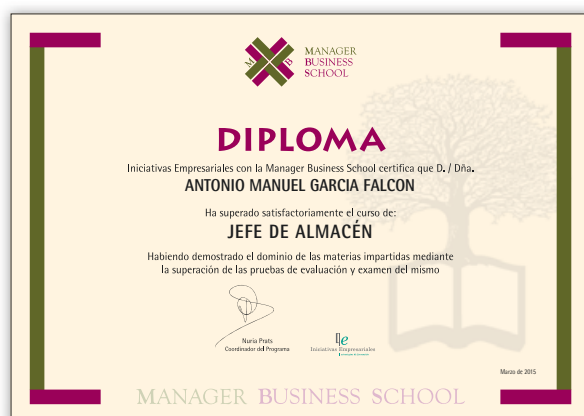 M B
MANAGER
BUSINESS
SCHOOL
DIPLOMA
Iniciativas Empresariales con la Manager Business School certifica que D. / Dña.
ANTONIO MANUEL GARCIA FALCON
Ha superado satisfactoriamente el curso de:
JEFE DE ALMACÉN
Habiendo demostrado el dominio de las materias impartidas mediante
la superación de las pruebas de evaluación y examen del mismo
Nuria Prats
Coordinador del Programa
Iniciativas Empresariales
Marzo de 2015
MANAGER BUSINESS SCHOOL